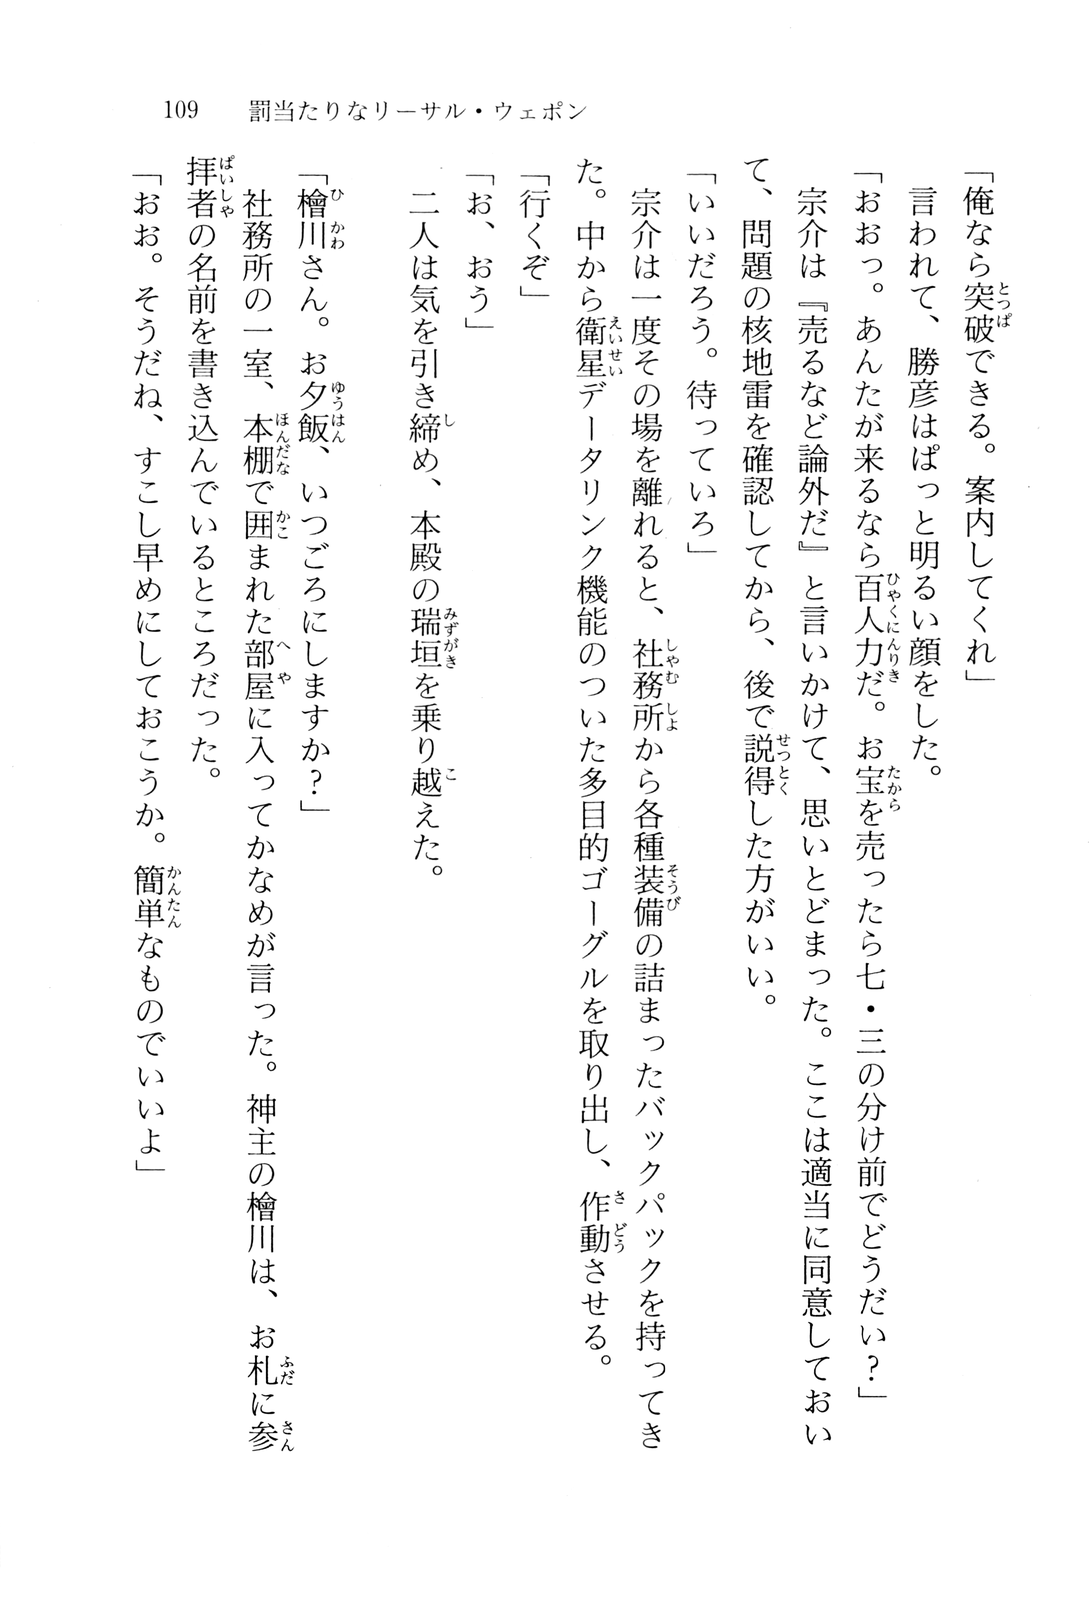 109　罰当たりなリーサル・ウェポン
「俺なら突破できる。案内してくれ」
言われて、勝彦はぱっと明るい顔をした。
「おおっ。あんたが来るなら百人力だ。お宝を売ったら七・三の分け前でどうだい？」
宗介は『売るなど論外だ』と言いかけて、思いとどまった。ここは適当に同意しておい
て、問題の核地雷を確認してから、後で説得した方がいい。
「いいだろう。待っていろ」
宗介は一度その場を離れると、社務所から各種装備の詰まったバックパックを持ってき
た。中から衛星データリンク機能のついた多目的ゴーグルを取り出し、作動させる。
「行くぞ」
「お、おう」
二人は気を引き締め、本殿の瑞垣を乗り越えた。
「檜川さん。お夕飯、いつごろにしますか？」
社務所の一室、本棚で囲まれた部屋に入ってかなめが言った。神主の檜川は、お札に参
拝者の名前を書き込んでいるところだった。
「おお。そうだね、すこし早めにしておこうか。簡単なものでいいよ」